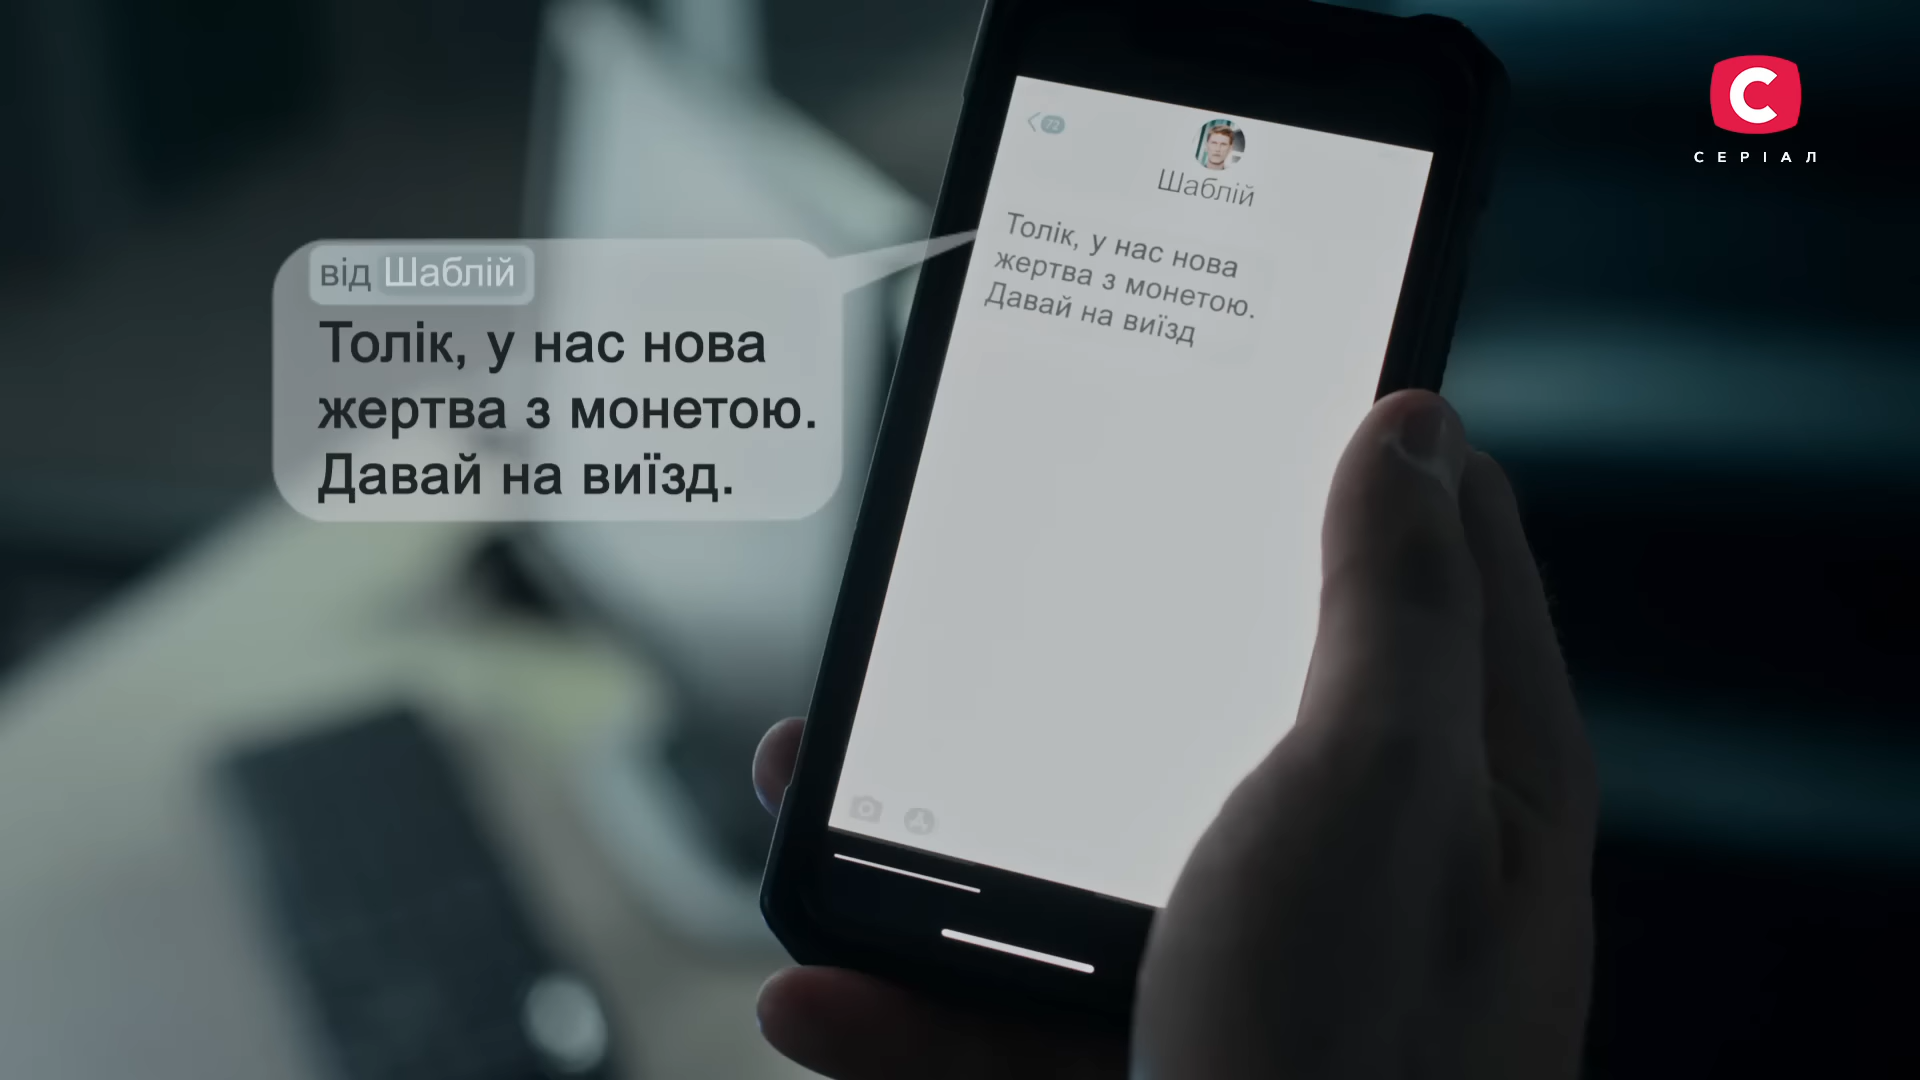 від Шаблій
Толік, у нас нова
жертва з монетою.
Давай на виїзд.
72
Шаблій
Толік, у нас нова
жертва з монетою.
Давай на виїзд
С
СЕРІАЛ